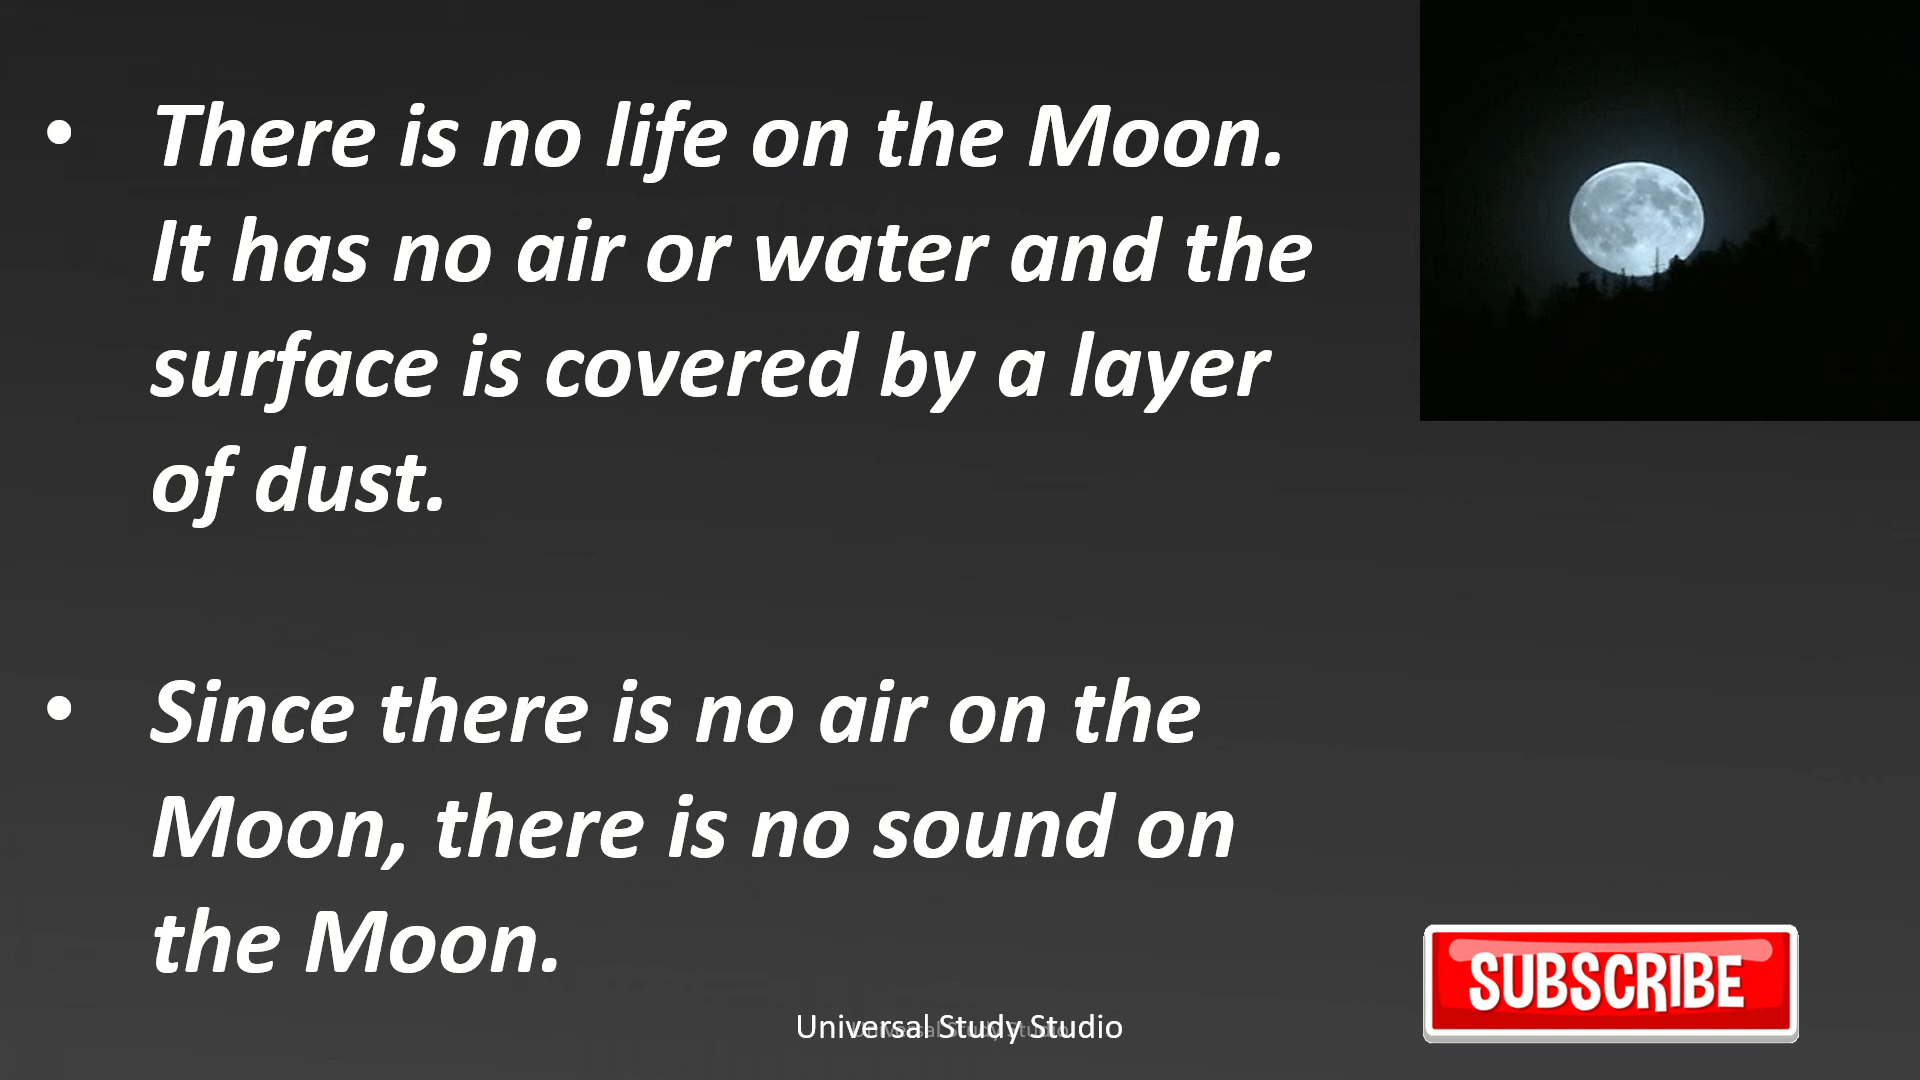 • There is no life on the Moon.
It has no air or water and the
surface is covered by a layer
of dust.
• Since there is no air on the
Moon, there is no sound on
the Moon.
Universal Study Studio
SUBSCRIBE